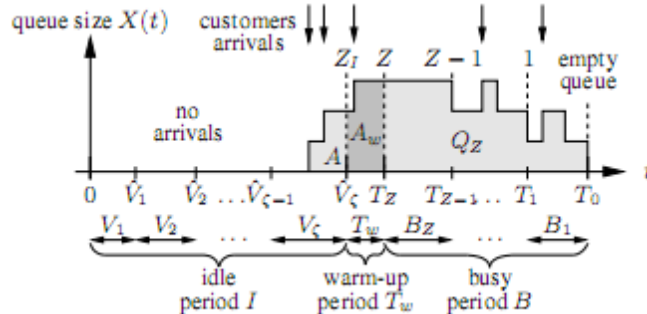 queue size X(t)
customers
arrivals
Z_I Z Z − 1 1
empty
queue
no
arrivals
A A_w Q_Z
0 V̂_1 V̂_2 ... V̂_{ζ−1} V̂_ζ T_Z T_{Z−1} .. T_1 T_0
V_1 V_2 ... V_ζ T_w B_Z ... B_1
idle
period I
warm-up
period T_w
busy
period B